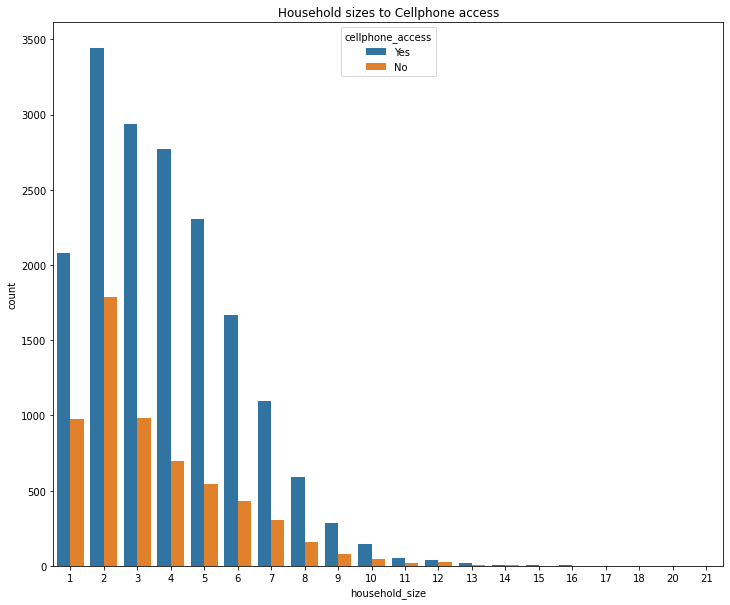 Household sizes to Cellphone access
cellphone_access
Yes
No
3500
3000
2500
2000
1500
1000
500
0
count
1 2 3 4 5 6 7 8 9 10 11 12 13 14 15 16 17 18 20 21
household_size